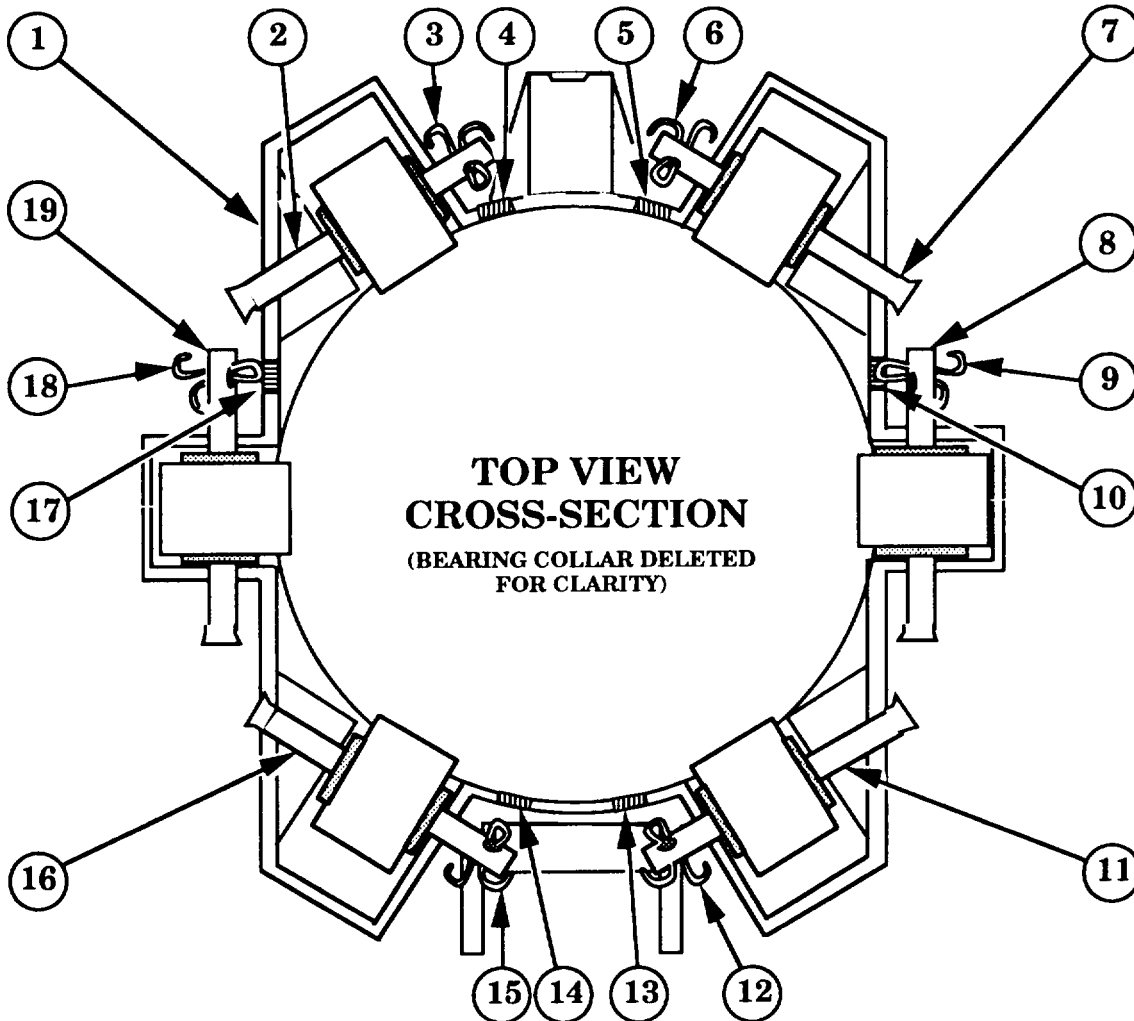 1 2 3 4 5 6 7
19 8
18 9
TOP VIEW
CROSS-SECTION
(BEARING COLLAR DELETED
FOR CLARITY)
17 10
16 11
15 14 13 12